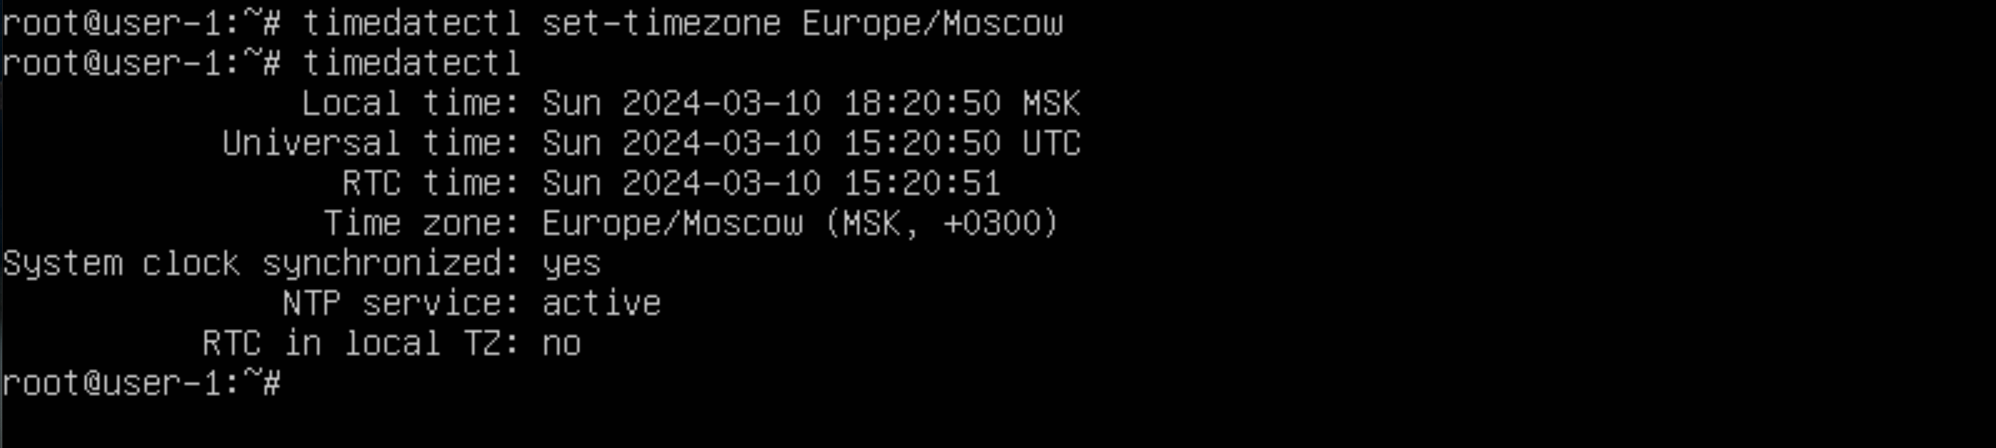 root@user-1:~# timedatectl set-timezone Europe/Moscow
root@user-1:~# timedatectl
Local time: Sun 2024-03-10 18:20:50 MSK
Universal time: Sun 2024-03-10 15:20:50 UTC
RTC time: Sun 2024-03-10 15:20:51
Time zone: Europe/Moscow (MSK, +0300)
System clock synchronized: yes
NTP service: active
RTC in local TZ: no
root@user-1:~#